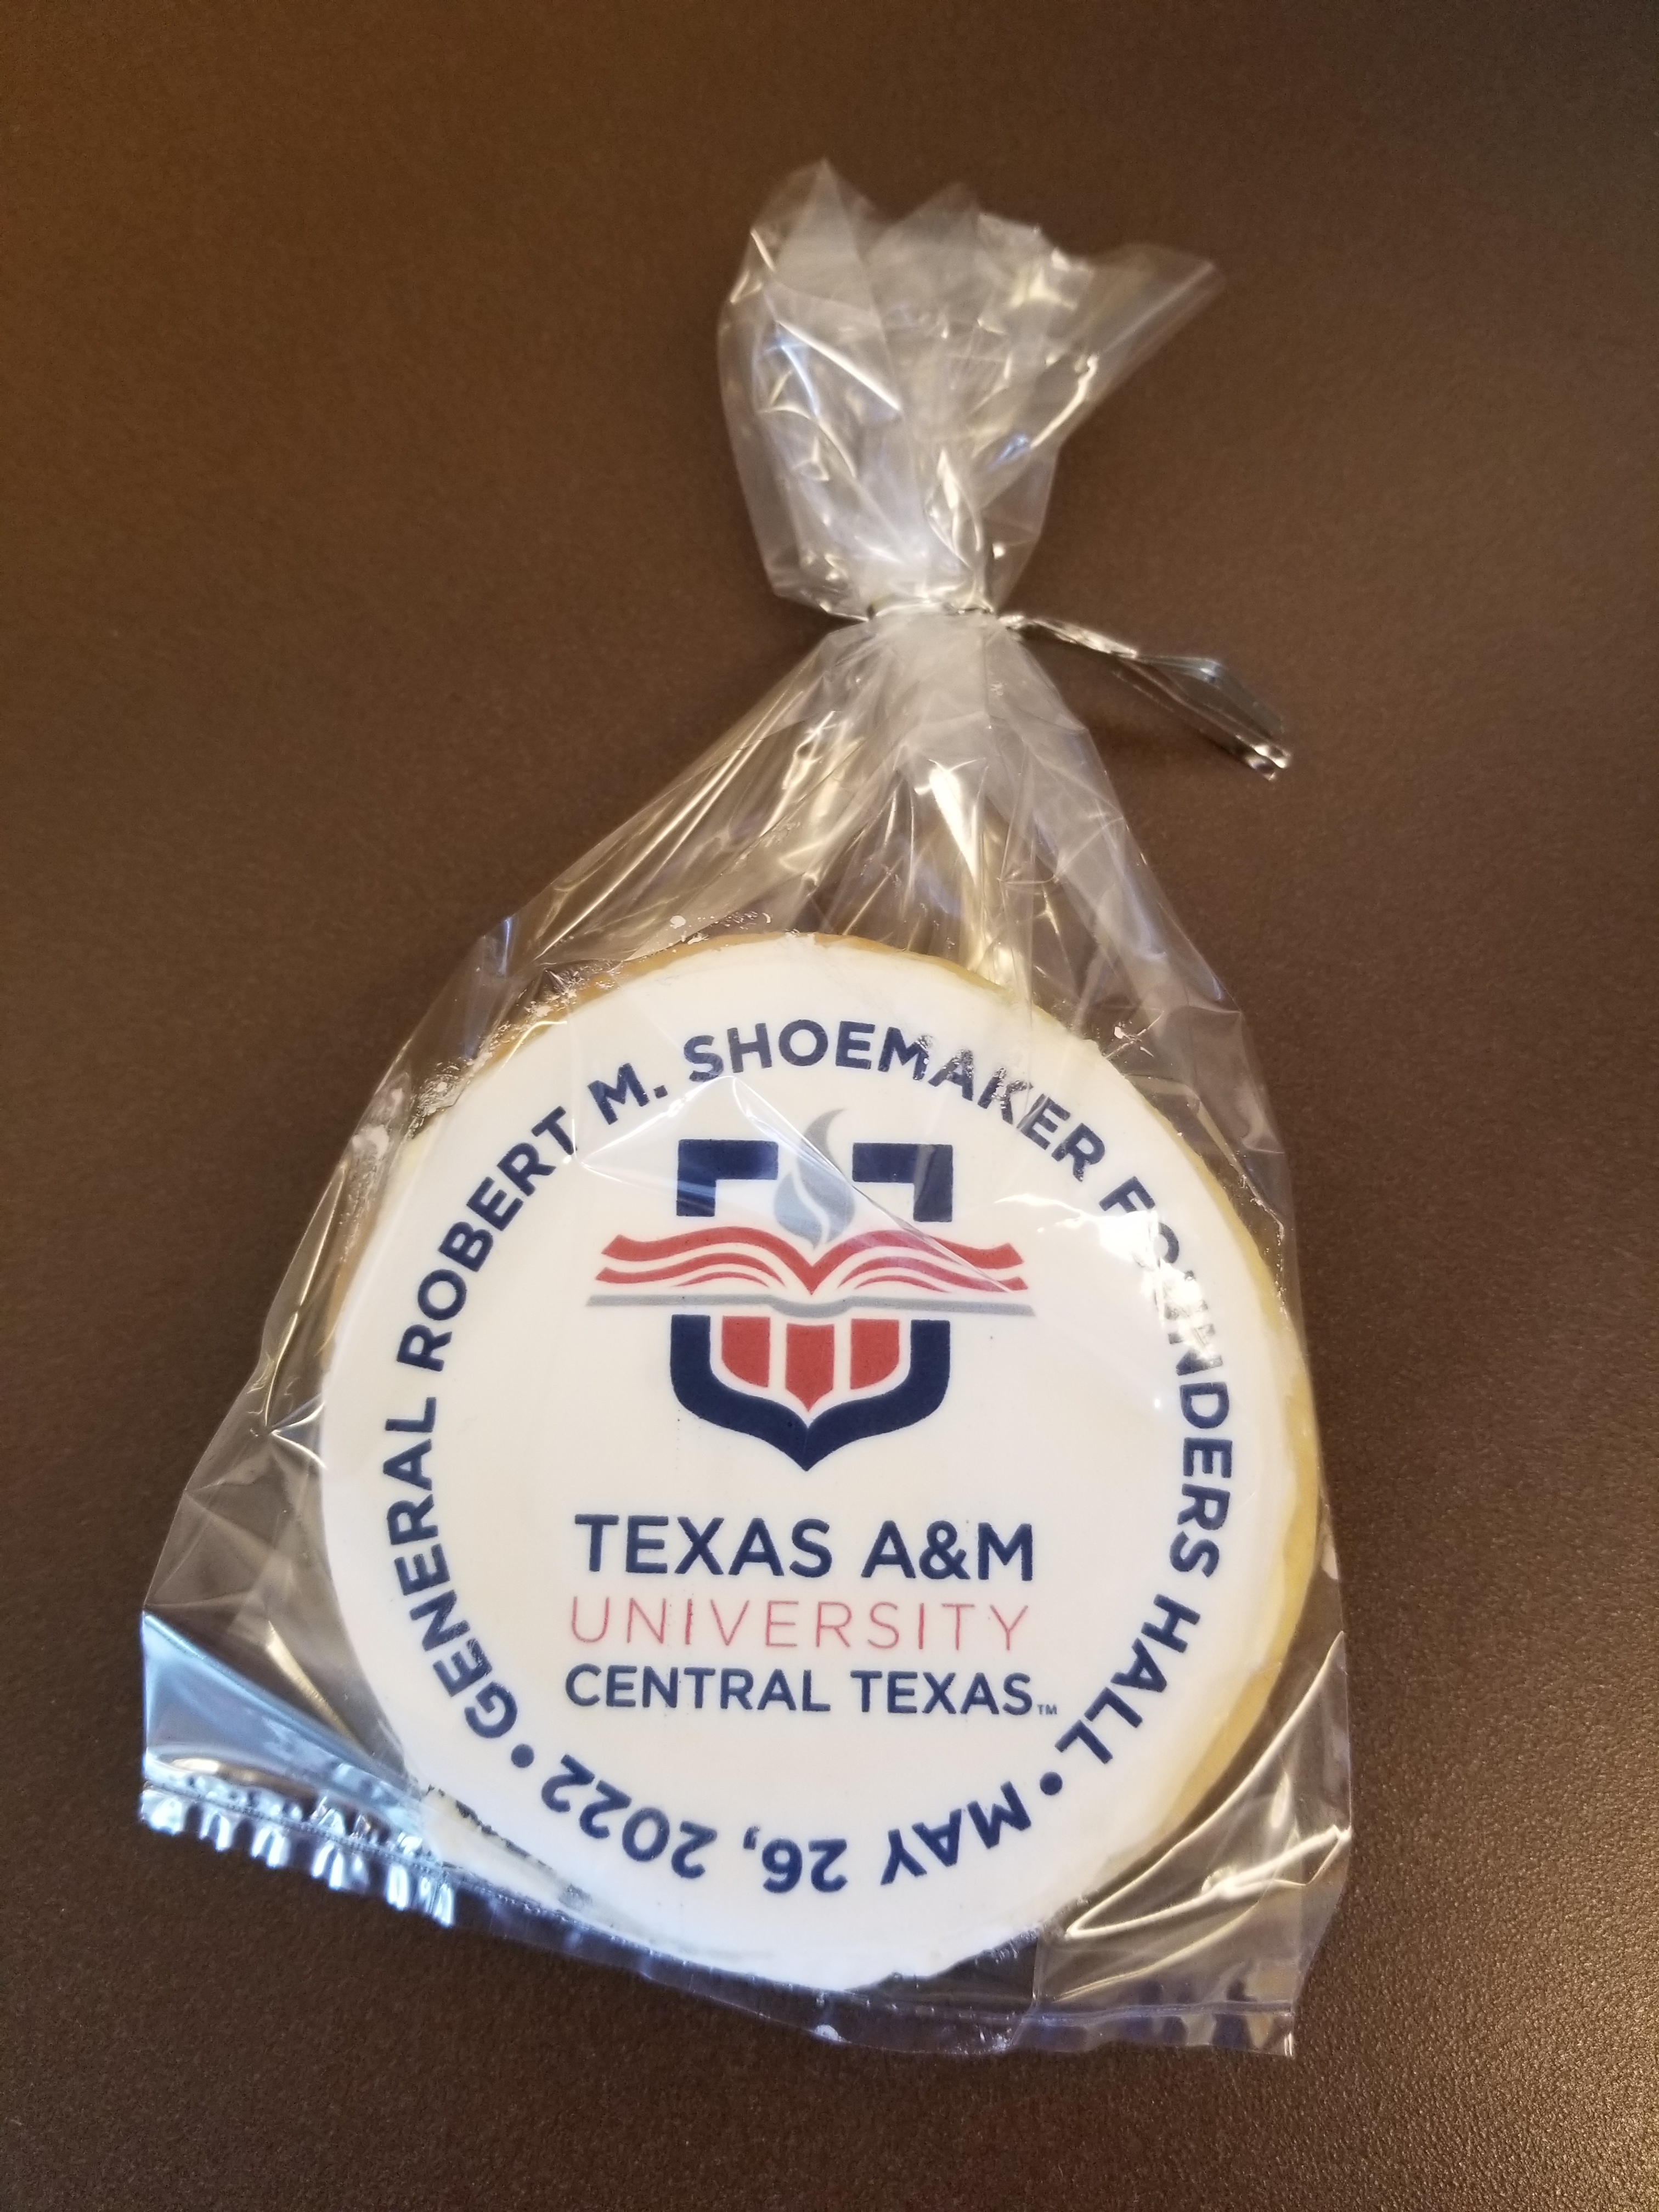 GENERAL ROBERT M. SHOEMAKER FOUNDERS HALL • MAY 26, 2022 •
TEXAS A&M
UNIVERSITY
CENTRAL TEXAS™